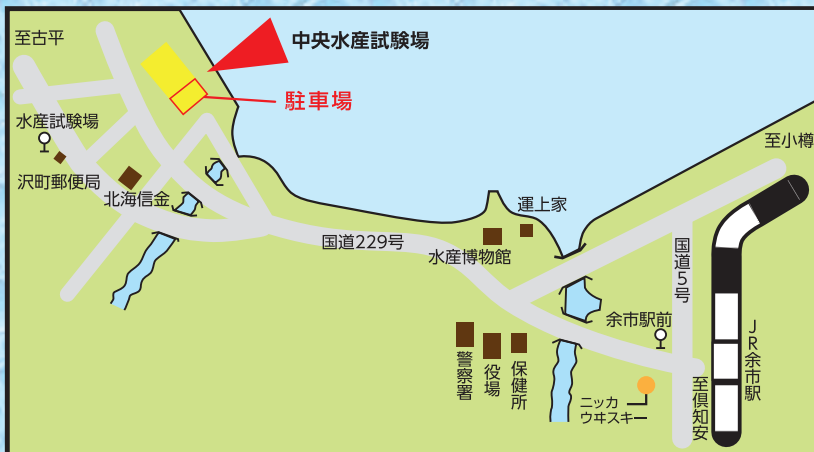 至古平
中央水産試験場
駐車場
水産試験場
沢町郵便局
北海信金
至小樽
運上家
国道229号
水産博物館
国道5号
余市駅前
JR余市駅
警察署
役場
保健所
ニッカ
ウヰスキー
至倶知安